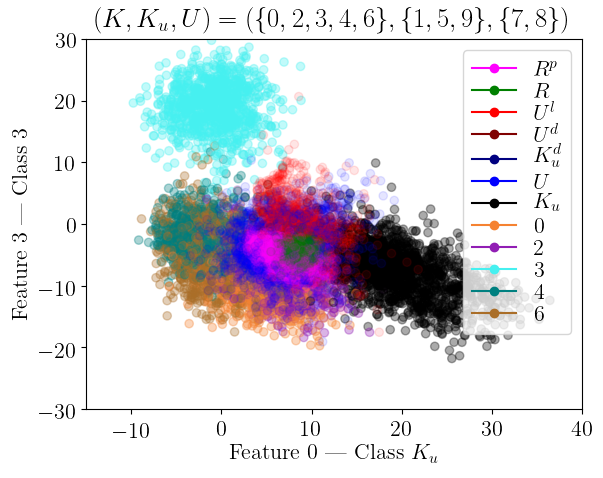 (K, K_u, U) = ({0, 2, 3, 4, 6}, {1, 5, 9}, {7, 8})
30
20
10
0
−10
−20
−30
Feature 3 — Class 3
R^p
R
U^l
U^d
K_u^d
U
K_u
0
2
3
4
6
−10 0 10 20 30 40
Feature 0 — Class K_u